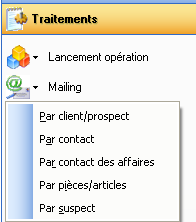 Traitements
Lancement opération
Mailing
Par client/prospect
Par contact
Par contact des affaires
Par pièces/articles
Par suspect